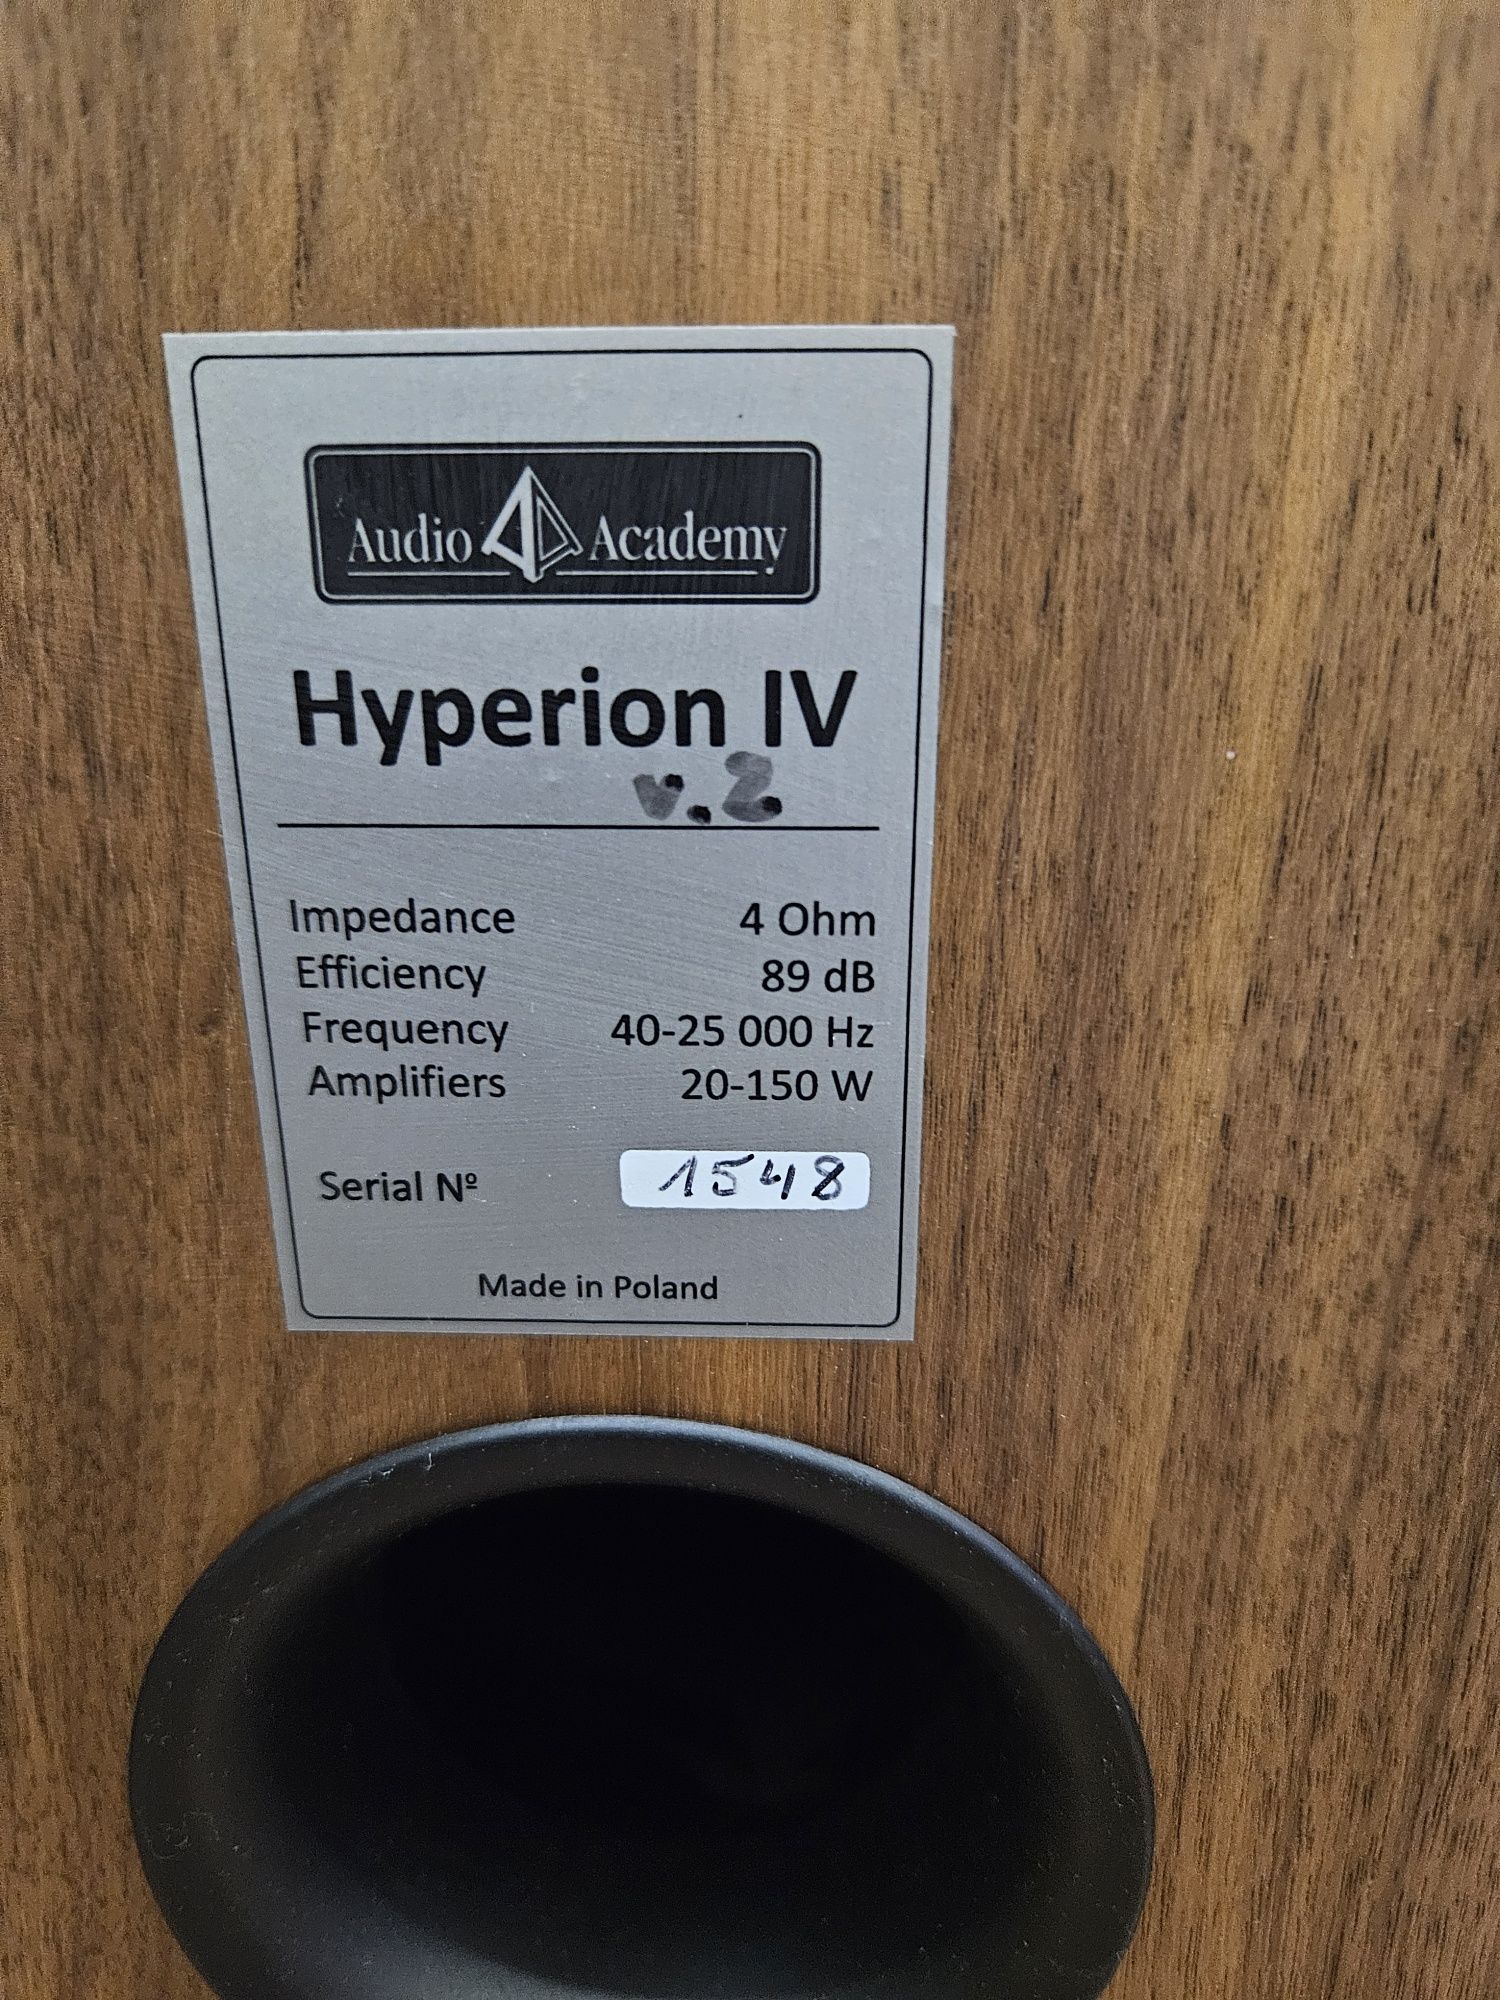 Audio Academy
Hyperion IV
v.2
Impedance 4 Ohm
Efficiency 89 dB
Frequency 40-25 000 Hz
Amplifiers 20-150 W
Serial Nº 1548
Made in Poland